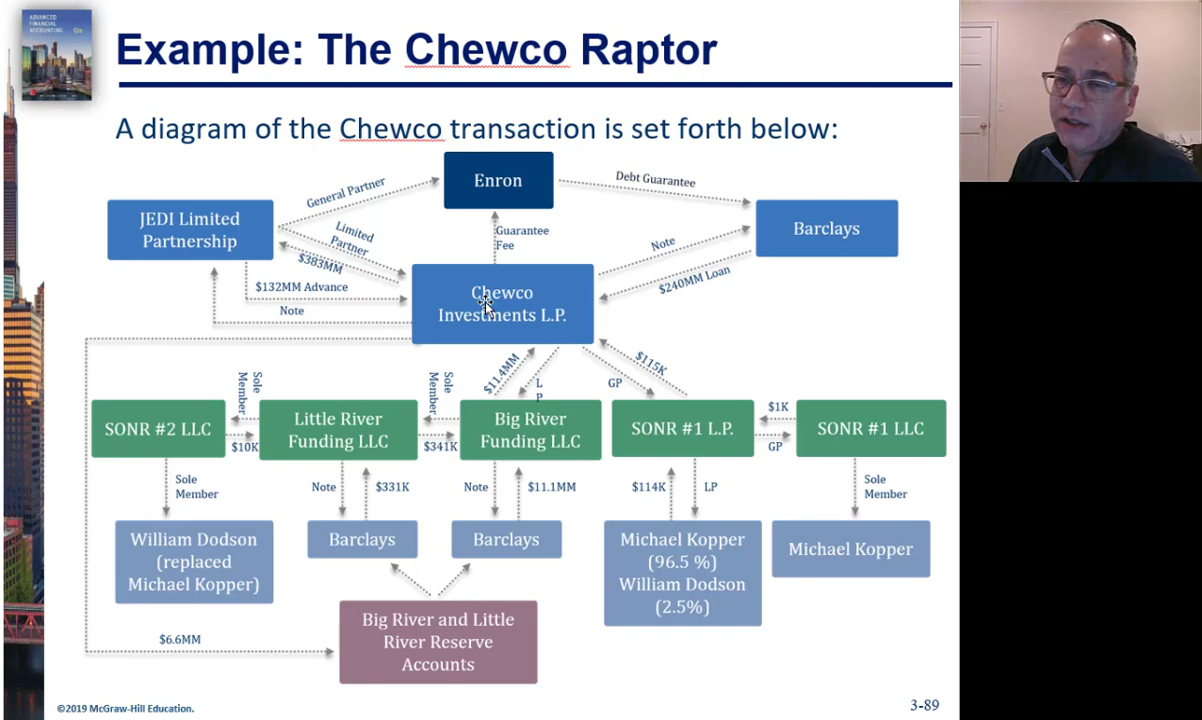 ADVANCED
FINANCIAL
ACCOUNTING
12e
Example: The Chewco Raptor
A diagram of the Chewco transaction is set forth below:
Enron
General Partner
Debt Guarantee
JEDI Limited
Partnership
Barclays
Limited
Partner
Guarantee
Fee
Note
$383MM
$240MM Loan
$132MM Advance
Note
Chewco
Investments L.P.
$11.4MM
L
P
GP
$115K
Sole
Member
Sole
Member
SONR #2 LLC
$10K
Little River
Funding LLC
$341K
Big River
Funding LLC
SONR #1 L.P.
$1K
GP
SONR #1 LLC
Sole
Member
Note
$331K
Note
$11.1MM
$114K
LP
Sole
Member
William Dodson
(replaced
Michael Kopper)
Barclays
Barclays
Michael Kopper
(96.5 %)
William Dodson
(2.5%)
Michael Kopper
Big River and Little
River Reserve
Accounts
$6.6MM
©2019 McGraw-Hill Education.
3-89